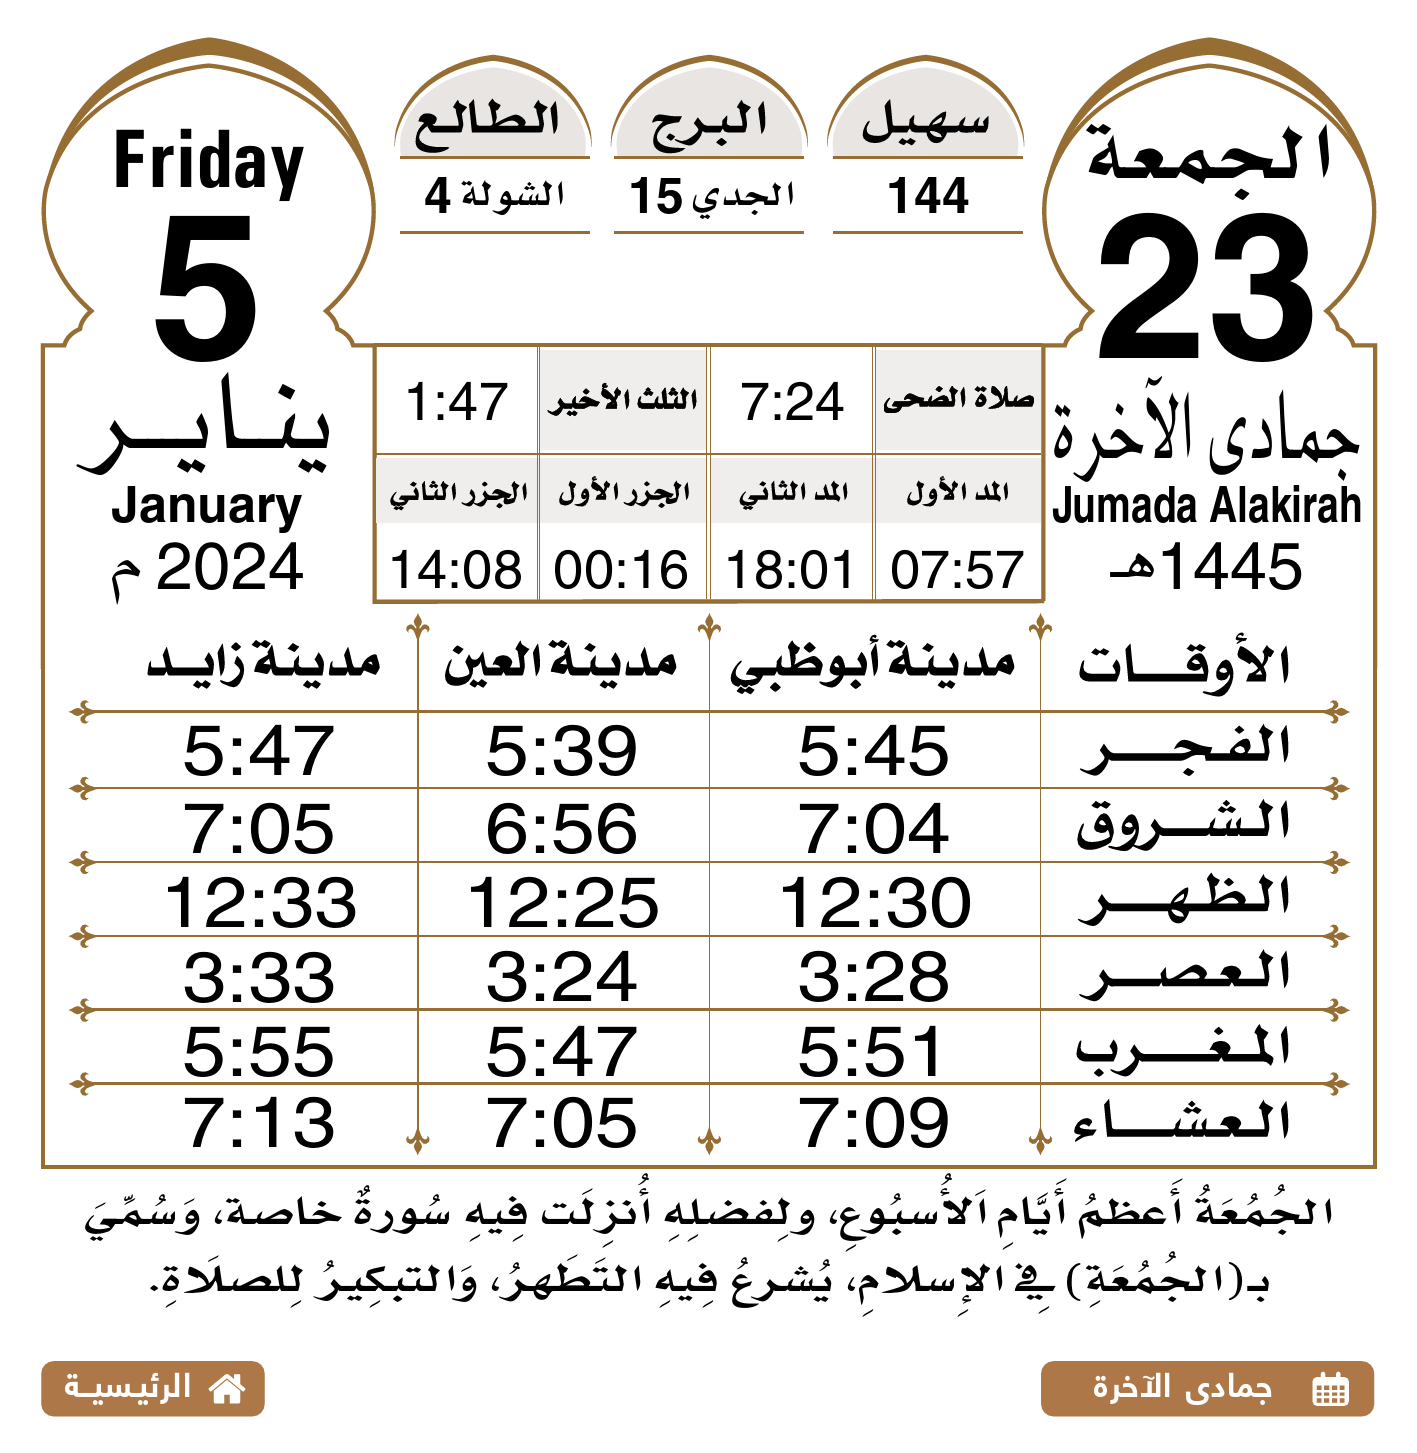 الجمعة
23
جمادى الآخرة
Jumada Alakirah
1445هـ
سهيل
144
البرج
الجدي 15
الطالع
الشولة 4
Friday
5
يناير
January
2024 م
صلاة الضحى 7:24 الثلث الأخير 1:47
المد الأول المد الثاني الجزر الأول الجزر الثاني
07:57 18:01 00:16 14:08
الأوقات مدينة أبوظبي مدينة العين مدينة زايد
الفجر 5:45 5:39 5:47
الشروق 7:04 6:56 7:05
الظهر 12:30 12:25 12:33
العصر 3:28 3:24 3:33
المغرب 5:51 5:47 5:55
العشاء 7:09 7:05 7:13
الجُمُعَةُ أَعظمُ أَيَّامِ اَلأُسبُوعِ، ولِفضلِهِ أُنزِلَت فِيهِ سُورةٌ خاصة، وَسُمِّيَ
بـ(الجُمُعَةِ) فِي الإِسلامِ، يُشرعُ فِيهِ التَطَهرُ، وَالتبكِيرُ لِلصلَاةِ.
جمادى الآخرة
الرئيسية